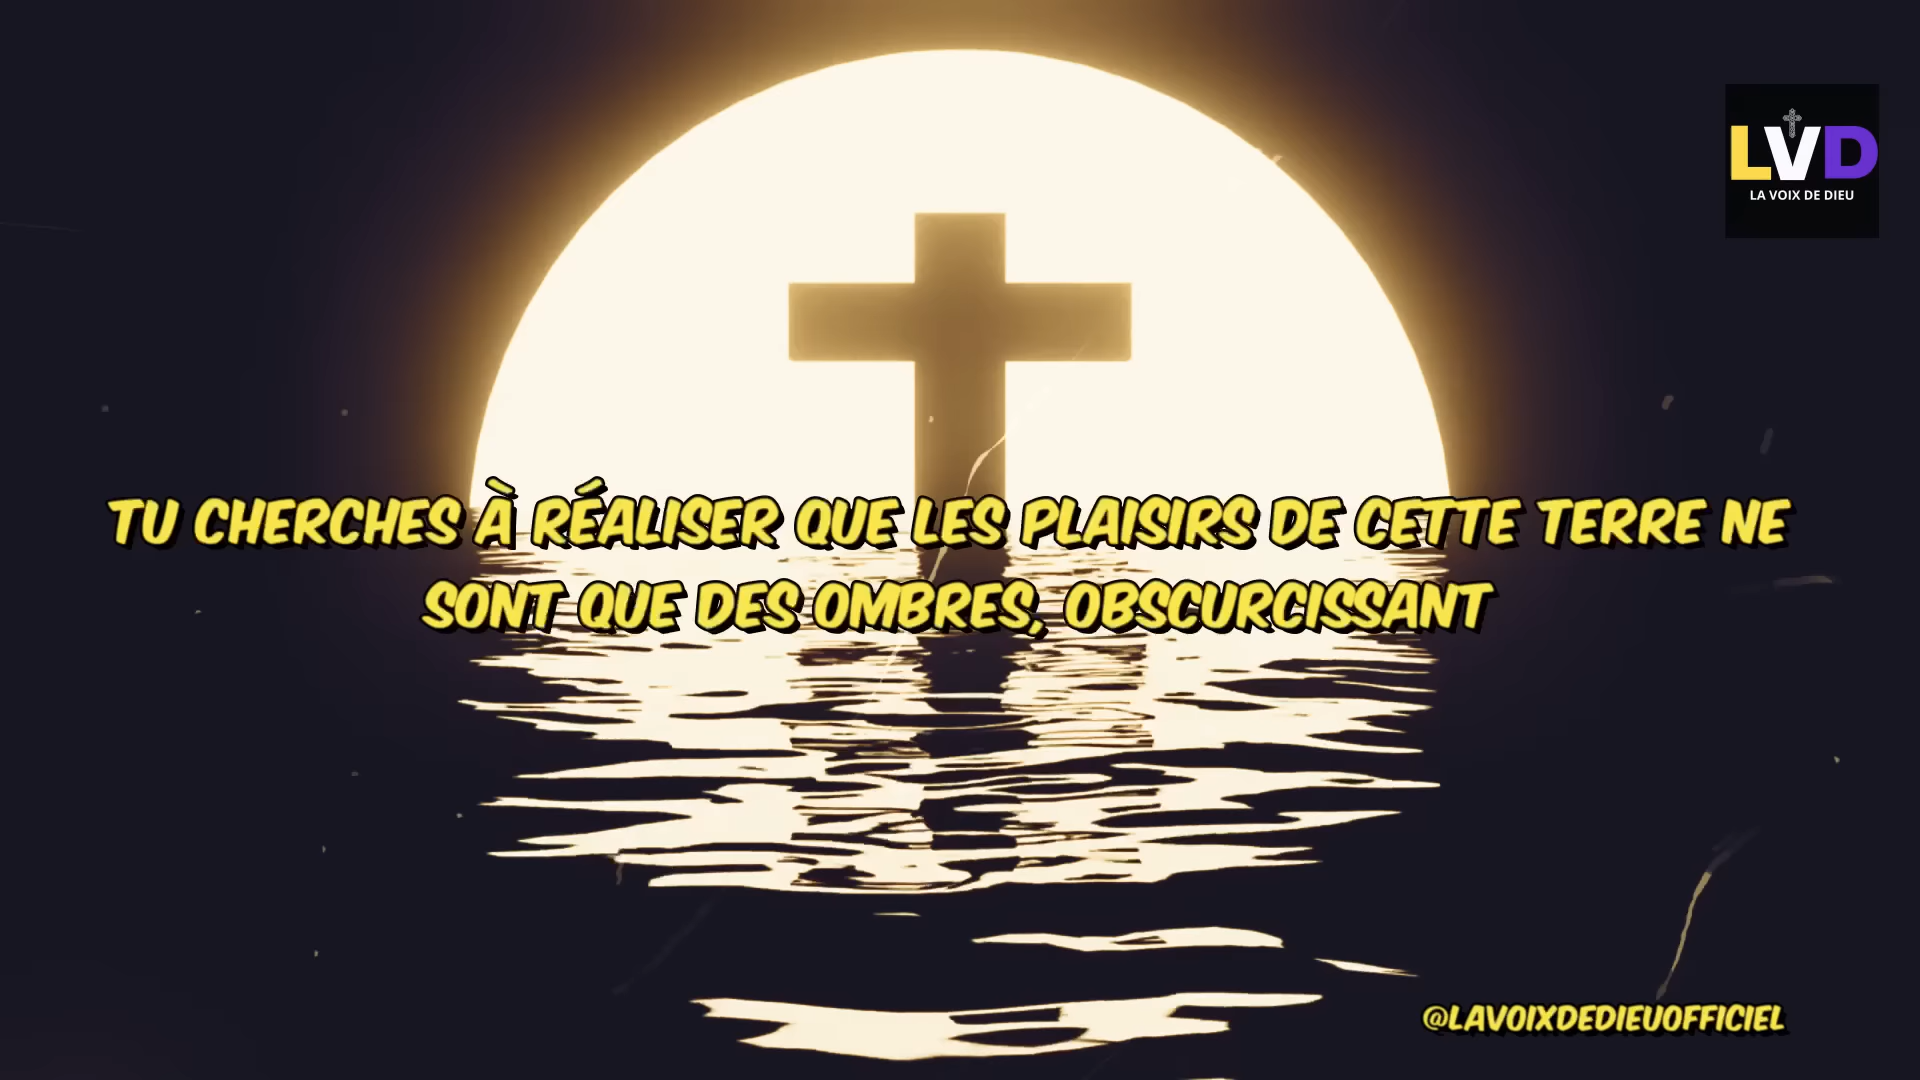 LVD
LA VOIX DE DIEU
TU CHERCHES À RÉALISER QUE LES PLAISIRS DE CETTE TERRE NE
SONT QUE DES OMBRES, OBSCURCISSANT
@LAVOIXDEDIEUOFFICIEL